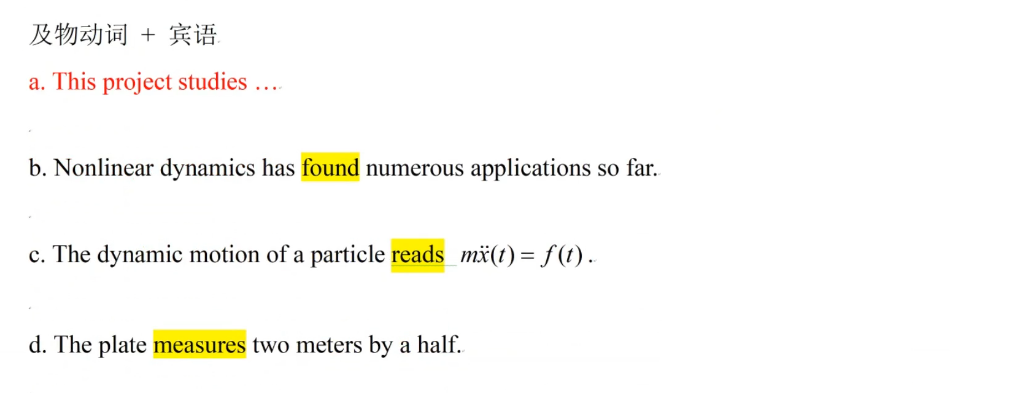 及物动词 + 宾语
a. This project studies …
b. Nonlinear dynamics has found numerous applications so far.
c. The dynamic motion of a particle reads mẍ(t) = f(t).
d. The plate measures two meters by a half.